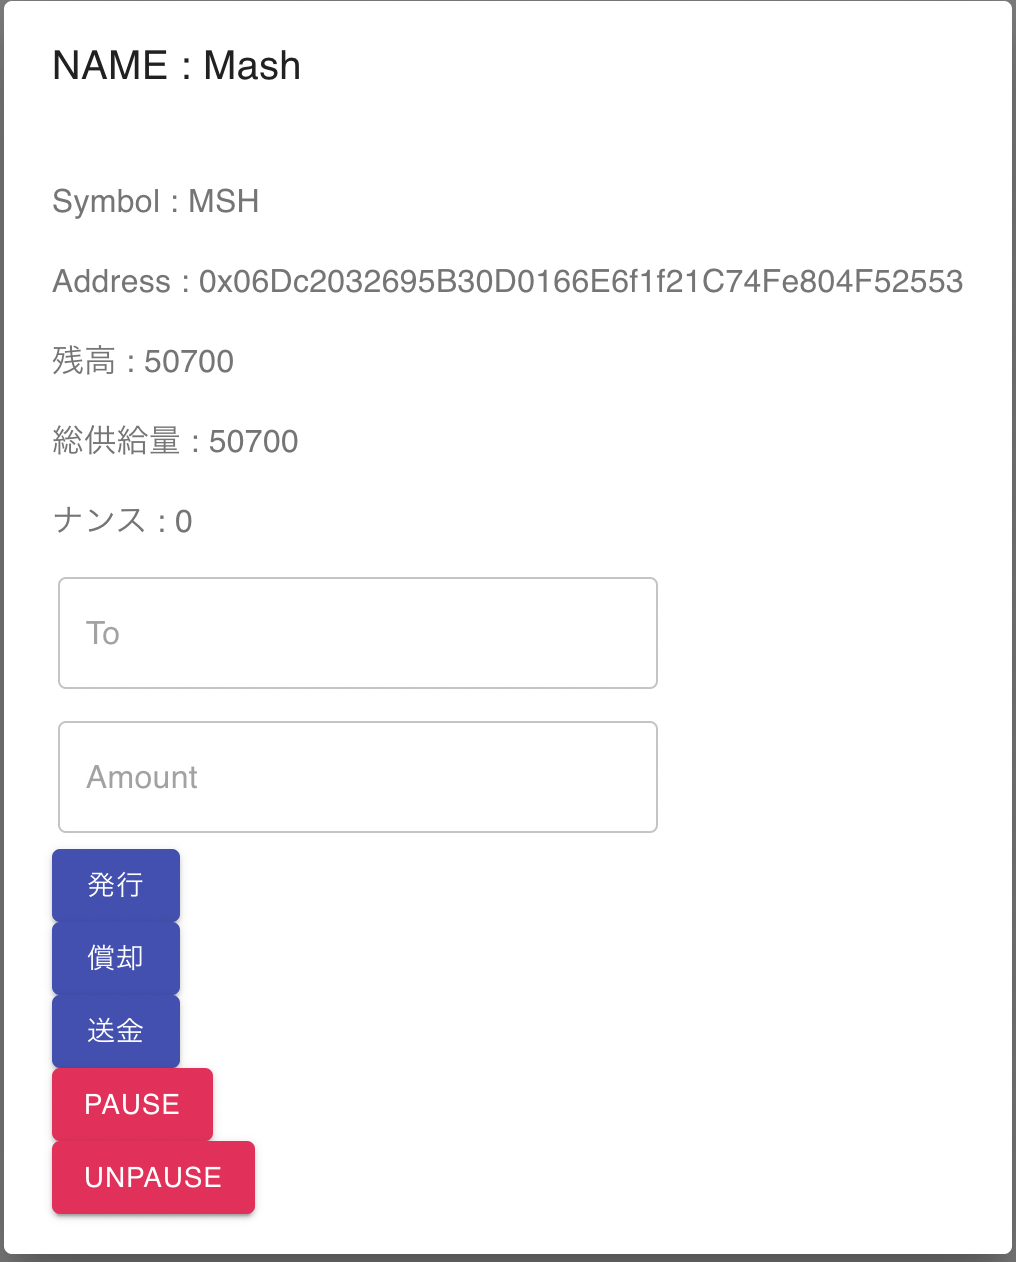 NAME : Mash
Symbol : MSH
Address : 0x06Dc2032695B30D0166E6f1f21C74Fe804F52553
残高 : 50700
総供給量 : 50700
ナンス : 0
To
Amount
発行
償却
送金
PAUSE
UNPAUSE